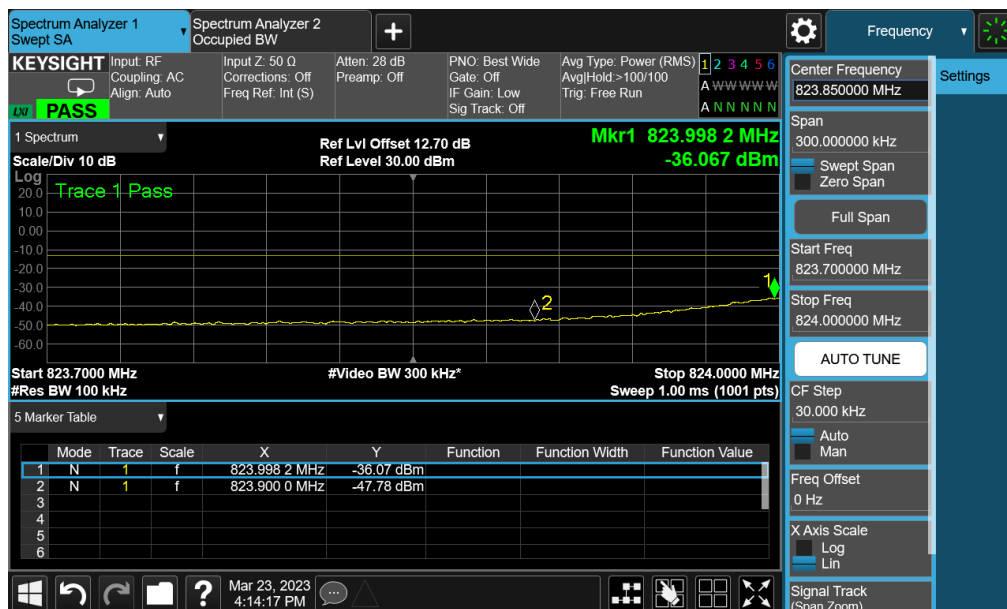 Spectrum Analyzer 1
Swept SA
Spectrum Analyzer 2
Occupied BW
Frequency
KEYSIGHT
Input: RF
Coupling: AC
Align: Auto
Input Z: 50 Ω
Corrections: Off
Freq Ref: Int (S)
Atten: 28 dB
Preamp: Off
PNO: Best Wide
Gate: Off
IF Gain: Low
Sig Track: Off
Avg Type: Power (RMS)
Avg|Hold:>100/100
Trig: Free Run
1 2 3 4 5 6
A W W W W W
A N N N N N
LXI PASS
1 Spectrum
Scale/Div 10 dB
Ref Lvl Offset 12.70 dB
Ref Level 30.00 dBm
Mkr1 823.998 2 MHz
-36.067 dBm
Log
Trace 1 Pass
20.0
10.0
0.00
-10.0
-20.0
-30.0
-40.0
-50.0
-60.0
1
2
Start 823.7000 MHz
#Res BW 100 kHz
#Video BW 300 kHz*
Stop 824.0000 MHz
Sweep 1.00 ms (1001 pts)
5 Marker Table
Mode Trace Scale X Y Function Function Width Function Value
1 N 1 f 823.998 2 MHz -36.07 dBm
2 N 1 f 823.900 0 MHz -47.78 dBm
3
4
5
6
Center Frequency
823.850000 MHz
Settings
Span
300.000000 kHz
Swept Span
Zero Span
Full Span
Start Freq
823.700000 MHz
Stop Freq
824.000000 MHz
AUTO TUNE
CF Step
30.000 kHz
Auto
Man
Freq Offset
0 Hz
X Axis Scale
Log
Lin
Signal Track
(Span Zoom)
?
Mar 23, 2023
4:14:17 PM